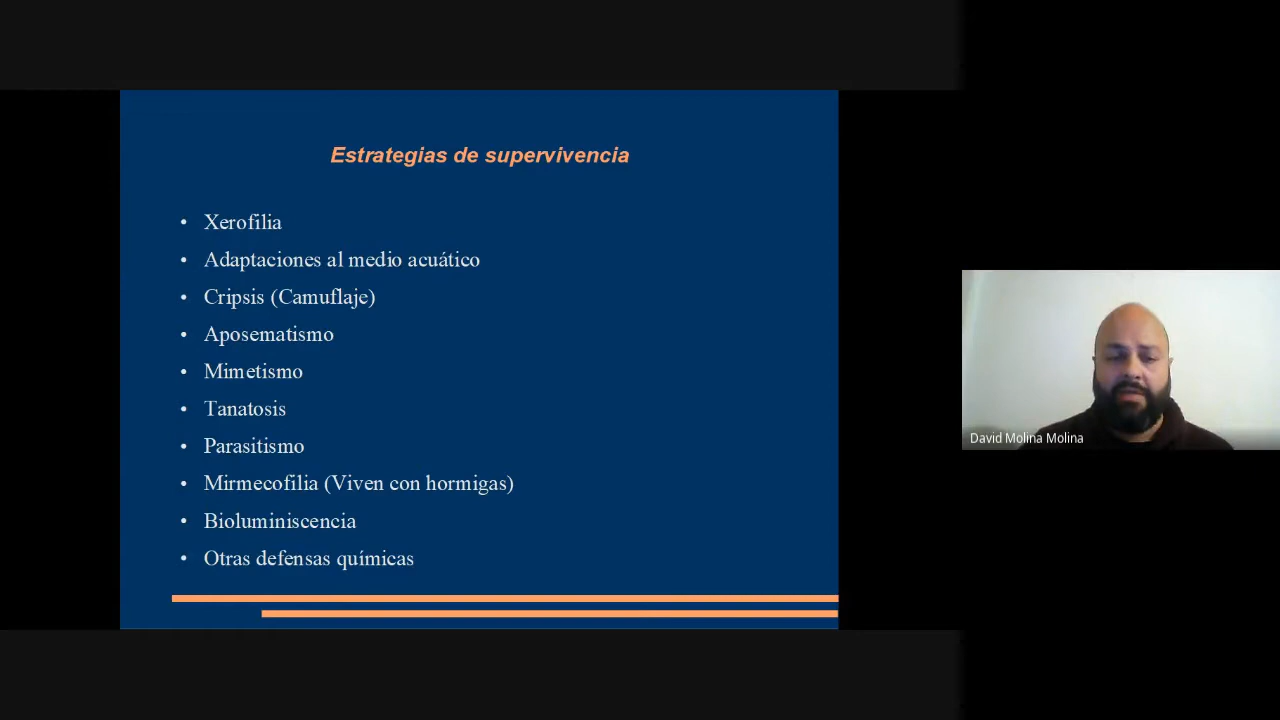 Estrategias de supervivencia
• Xerofilia
• Adaptaciones al medio acuático
• Cripsis (Camuflaje)
• Aposematismo
• Mimetismo
• Tanatosis
• Parasitismo
• Mirmecofilia (Viven con hormigas)
• Bioluminiscencia
• Otras defensas químicas
David Molina Molina